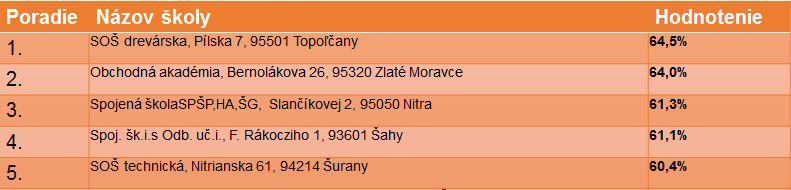 Poradie Názov školy Hodnotenie
1. SOŠ drevárska, Pílska 7, 95501 Topoľčany 64,5%
2. Obchodná akadémia, Bernolákova 26, 95320 Zlaté Moravce 64,0%
3. Spojená školaSPŠP,HA,ŠG, Slančíkovej 2, 95050 Nitra 61,3%
4. Spoj. šk.i.s Odb. uč.i., F. Rákocziho 1, 93601 Šahy 61,1%
5. SOŠ technická, Nitrianska 61, 94214 Šurany 60,4%